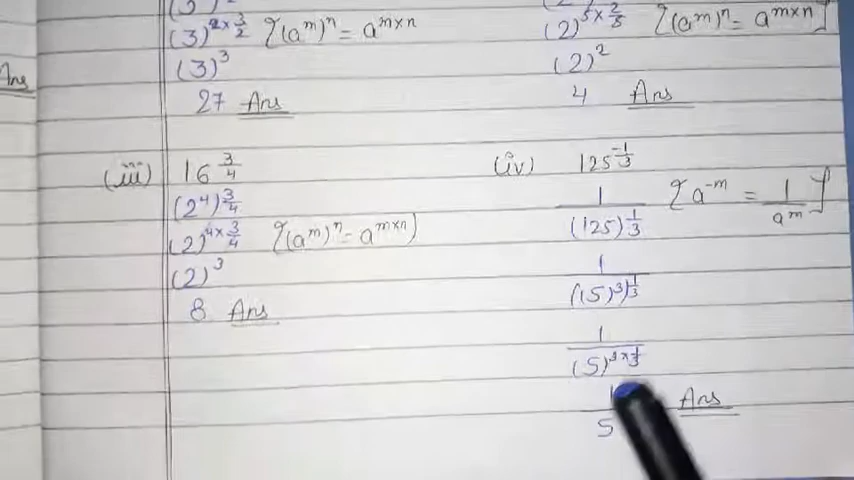 Ans
(3)^{2×3/2} [(a^m)^n = a^{m×n}
(3)^3
27 Ans
(iii) 16^{3/4}
(2^4)^{3/4}
(2)^{4×3/4} [(a^m)^n = a^{m×n}]
(2)^3
8 Ans
(2)^{5×2/5} [(a^m)^n = a^{m×n}]
(2)^2
4 Ans
(iv) 125^{-1/3}
1/(125)^{1/3} [a^{-m} = 1/a^m]
1/((5)^3)^{1/3}
1/(5)^{3×1/3}
1/5 Ans